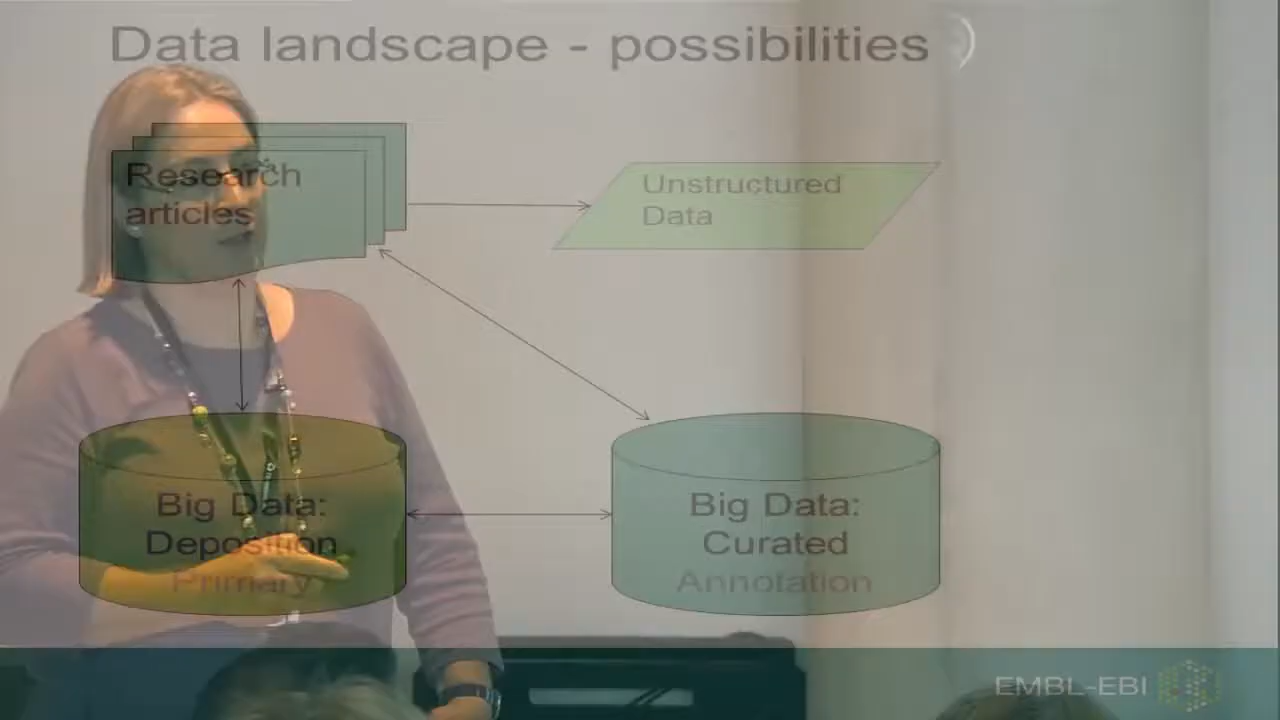 Data landscape - possibilities
Research
articles
Unstructured
Data
Big Data:
Deposition
Primary
Big Data:
Curated
Annotation
EMBL-EBI